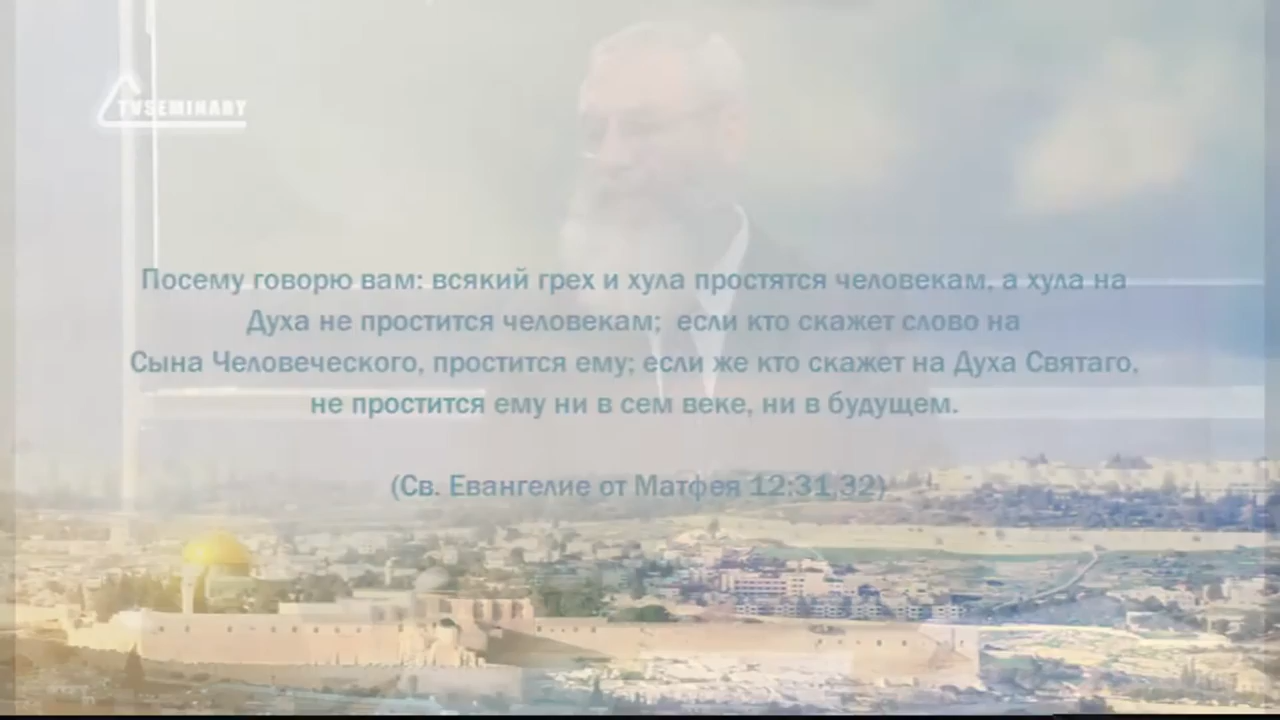 TVSEMINARY
Посему говорю вам: всякий грех и хула простятся человекам, а хула на
Духа не простится человекам; если кто скажет слово на
Сына Человеческого, простится ему; если же кто скажет на Духа Святаго,
не простится ему ни в сем веке, ни в будущем.
(Св. Евангелие от Матфея 12:31,32)